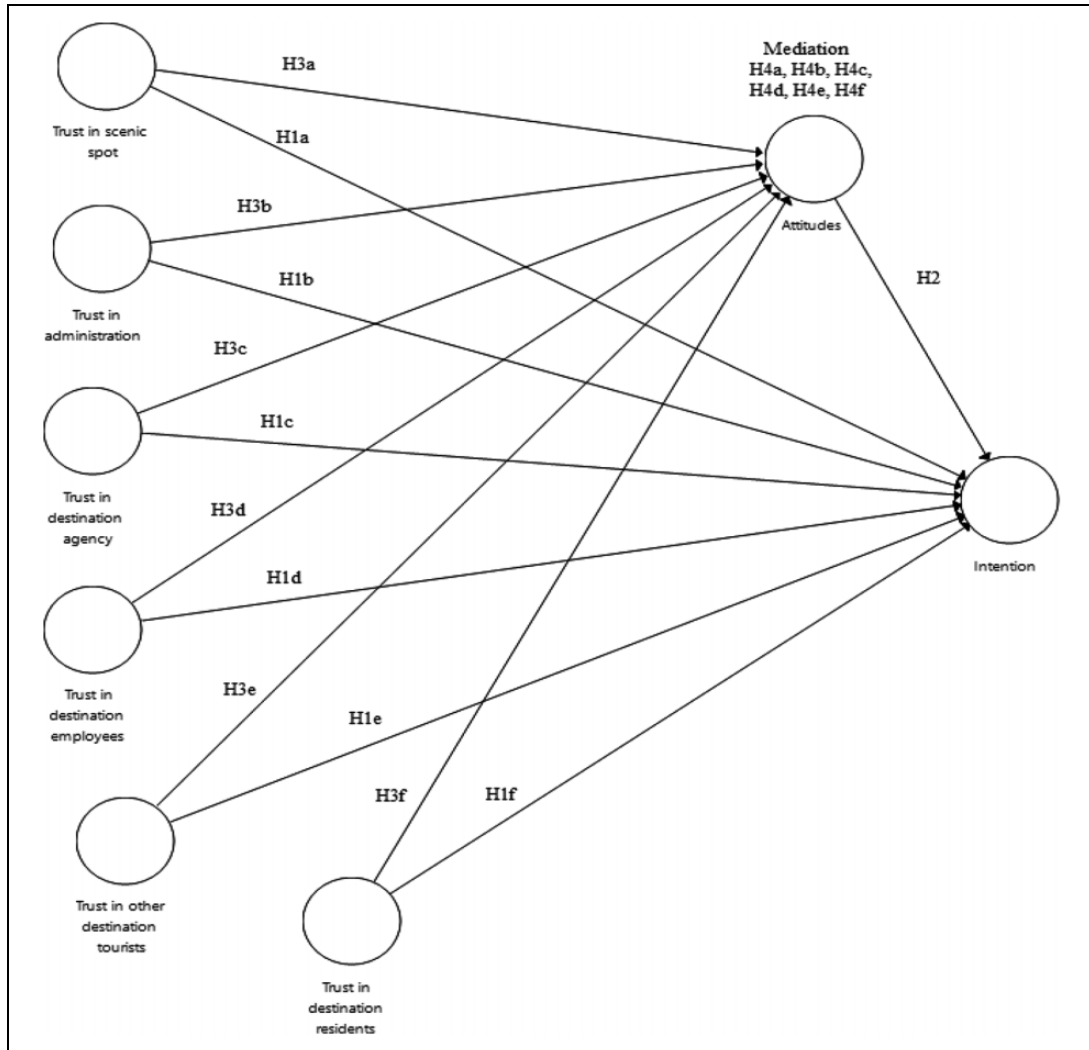 Mediation
H4a, H4b, H4c,
H4d, H4e, H4f
H3a
Trust in scenic
spot
H1a
H3b
Attitudes
Trust in
administration
H1b
H2
H3c
H1c
Trust in
destination
agency
H3d
Intention
H1d
Trust in
destination
employees
H3e
H1e
H3f
H1f
Trust in other
destination
tourists
Trust in
destination
residents